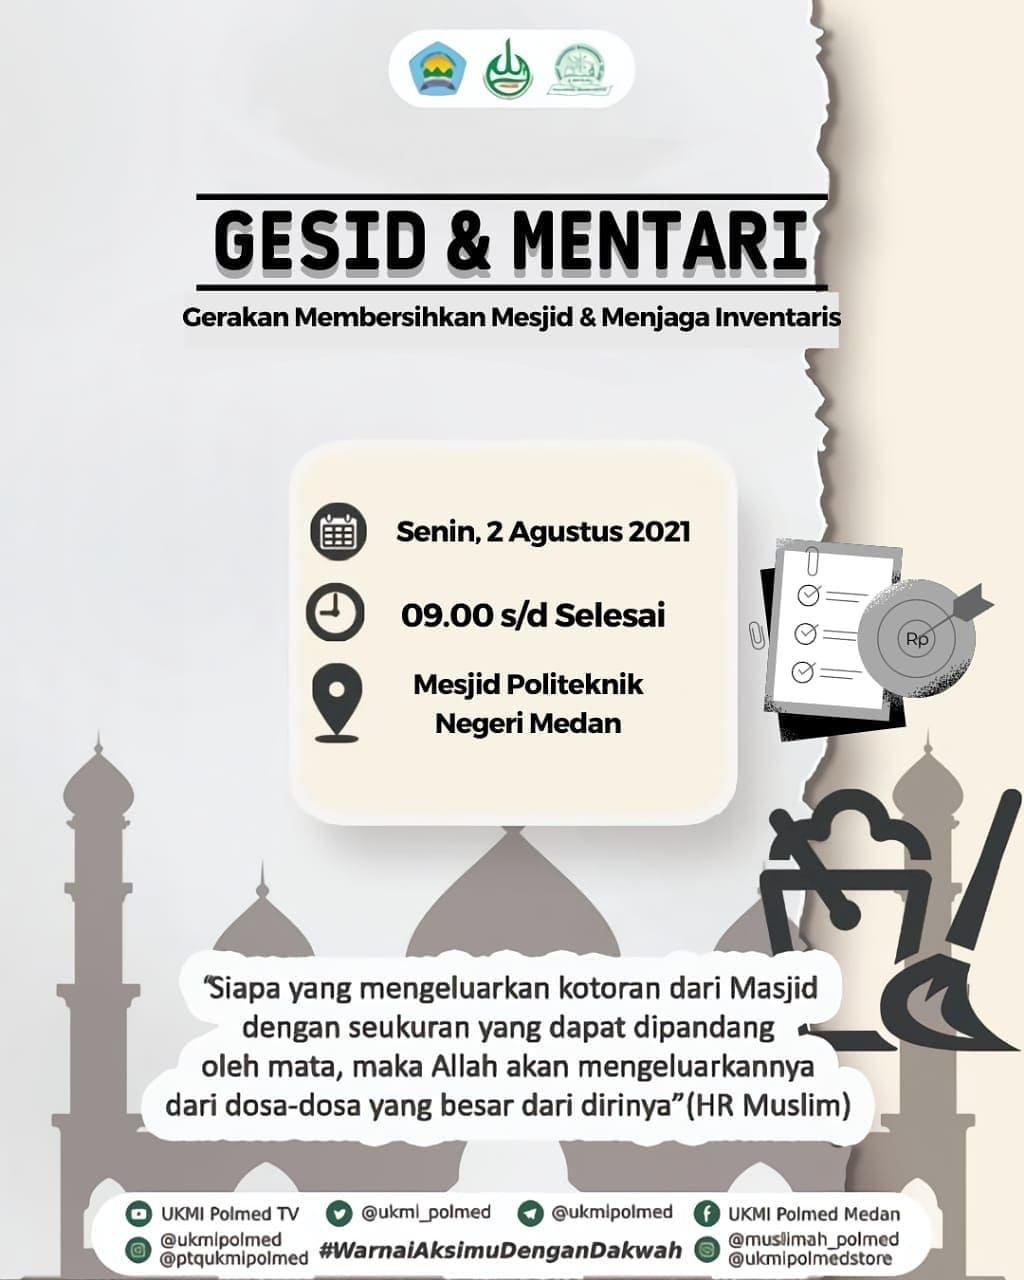 GESID & MENTARI
Gerakan Membersihkan Mesjid & Menjaga Inventaris
Senin, 2 Agustus 2021
09.00 s/d Selesai
Mesjid Politeknik
Negeri Medan
Rp
“Siapa yang mengeluarkan kotoran dari Masjid
dengan seukuran yang dapat dipandang
oleh mata, maka Allah akan mengeluarkannya
dari dosa-dosa yang besar dari dirinya”(HR Muslim)
UKMI Polmed TV
@ukmi_polmed
@ukmipolmed
UKMI Polmed Medan
@ukmipolmed
@ptqukmipolmed
#WarnaiAksimuDenganDakwah
@muslimah_polmed
@ukmipolmedstore